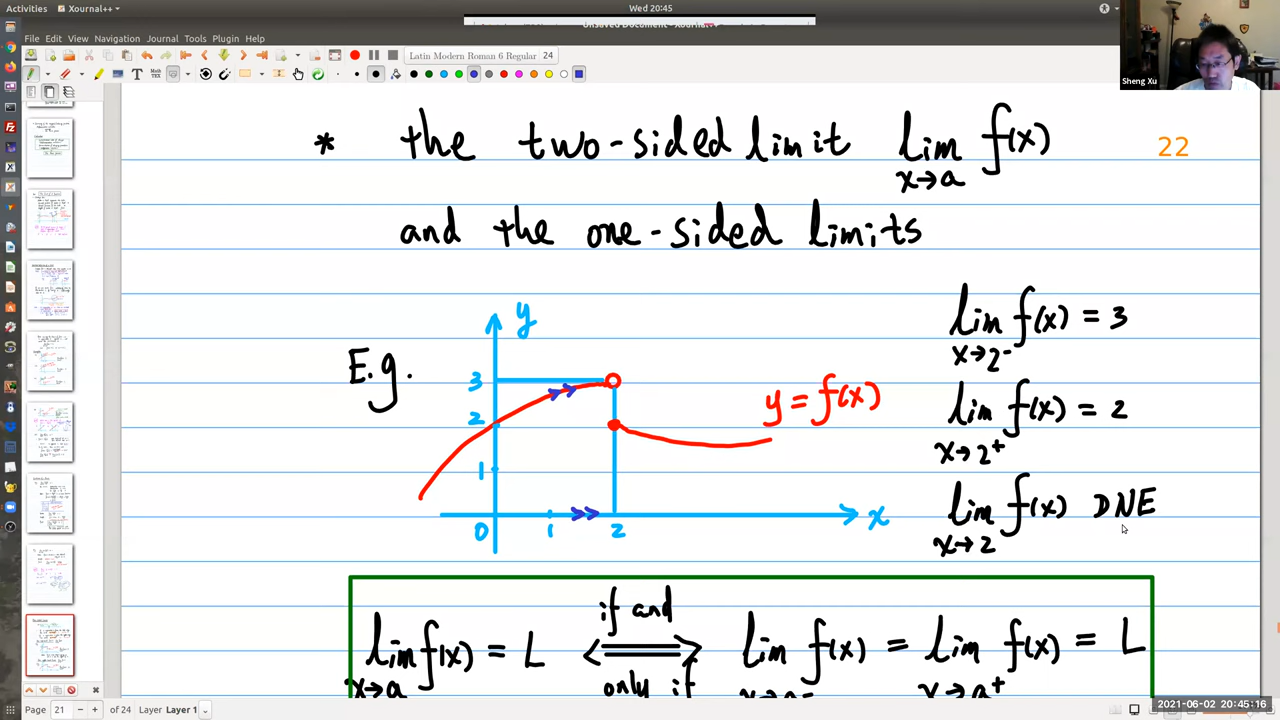 Activities
Xournal++
Wed 20:45
Unsaved Document - Xournal++
File Edit View Navigation Journal Tools Plugin Help
Latin Modern Roman 6 Regular 24
Sheng Xu
* the two-sided limit lim f(x)
x→a
22
and the one-sided limits
E.g.
y
3
2
1
0
1
2
x
y = f(x)
lim f(x) = 3
x→2⁻
lim f(x) = 2
x→2⁺
lim f(x) DNE
x→2
lim f(x) = L <=> lim f(x) = lim f(x) = L
if and
only if
x→a
x→a⁻
x→a⁺
Page 21 of 24 Layer Layer 1
2021-06-02 20:45:16